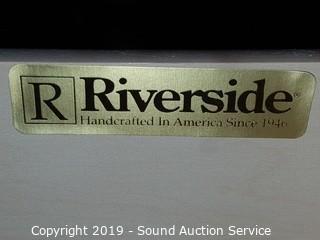 R Riverside®
Handcrafted In America Since 1946
Copyright 2019 - Sound Auction Service